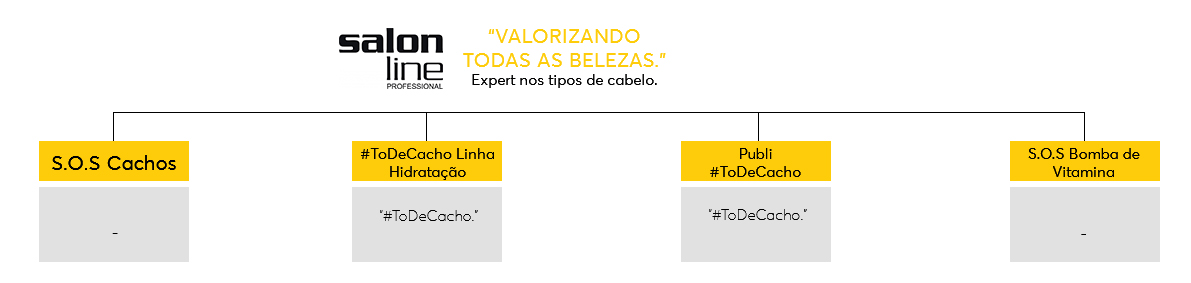 salon
line
PROFESSIONAL
"VALORIZANDO
TODAS AS BELEZAS."
Expert nos tipos de cabelo.
S.O.S Cachos
#ToDeCacho Linha
Hidratação
Publi
#ToDeCacho
S.O.S Bomba de
Vitamina
-
"#ToDeCacho."
"#ToDeCacho."
-